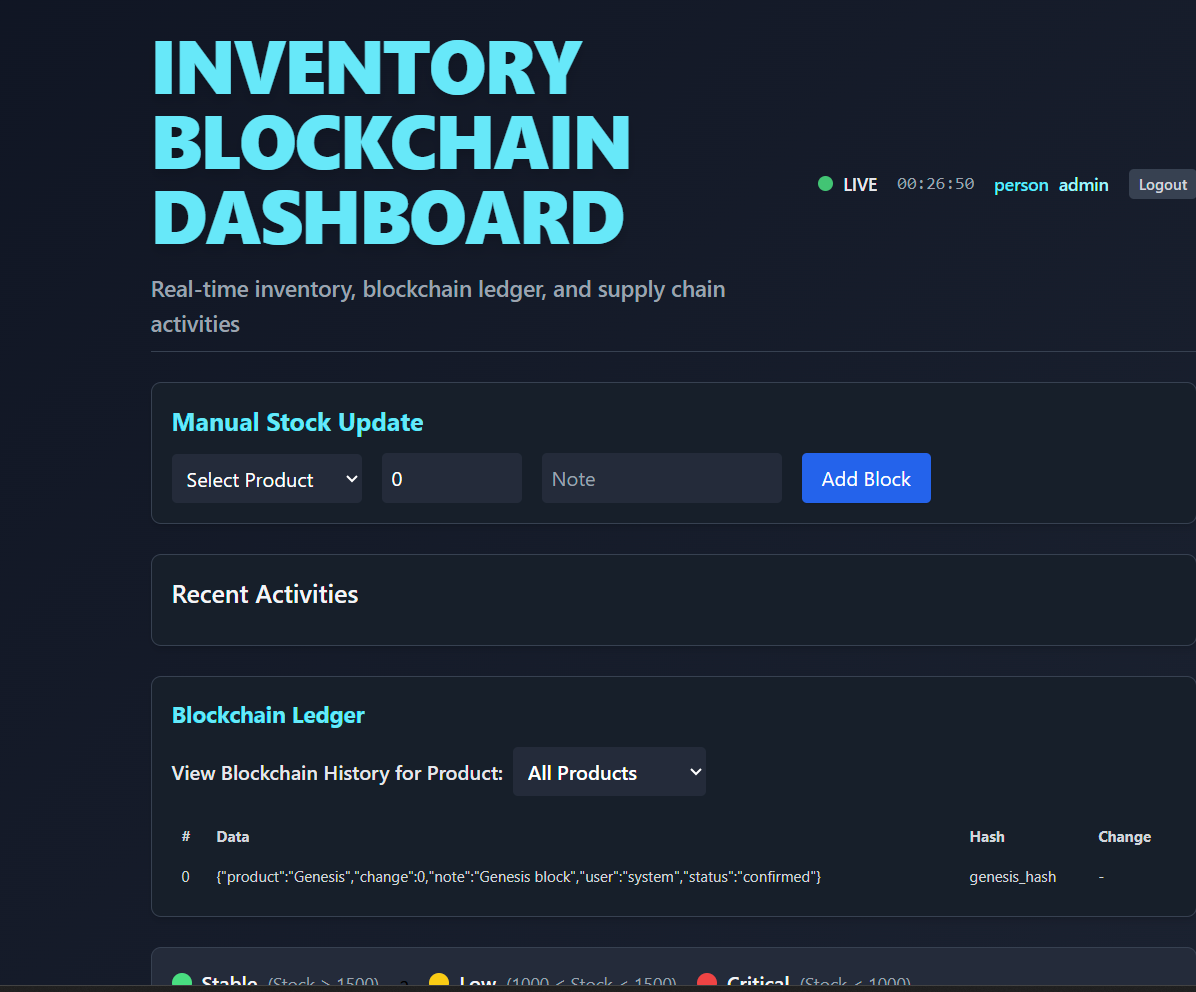 INVENTORY
BLOCKCHAIN
DASHBOARD
LIVE 00:26:50 person admin Logout
Real-time inventory, blockchain ledger, and supply chain
activities
Manual Stock Update
Select Product 0 Note Add Block
Recent Activities
Blockchain Ledger
View Blockchain History for Product: All Products
# Data Hash Change
0 {"product":"Genesis","change":0,"note":"Genesis block","user":"system","status":"confirmed"} genesis_hash -
Stable (Stock > 1500) Low (1000 < Stock < 1500) Critical (Stock < 1000)